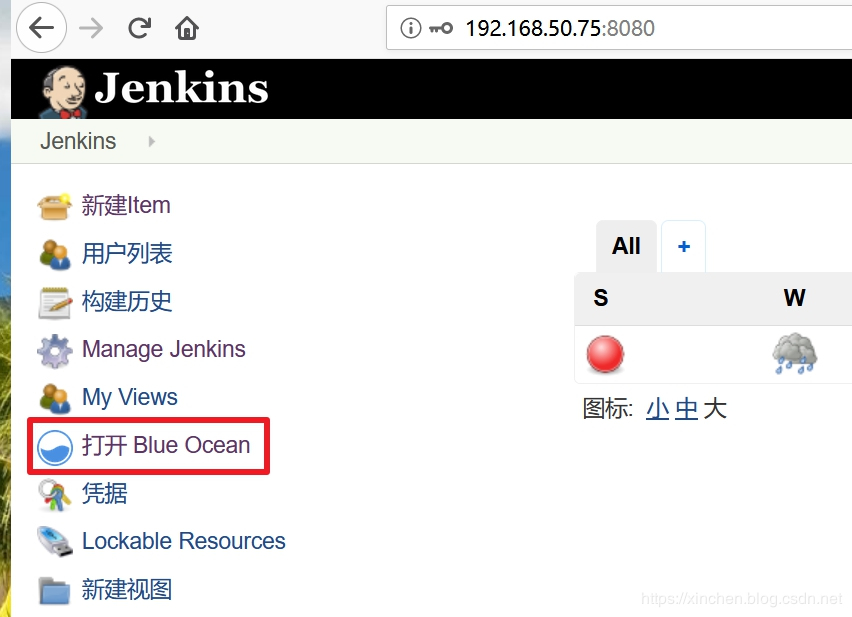 192.168.50.75:8080
Jenkins
Jenkins
新建Item
用户列表
构建历史
Manage Jenkins
My Views
打开 Blue Ocean
凭据
Lockable Resources
新建视图
All +
S W
图标: 小 中 大
https://xinchen.blog.csdn.net